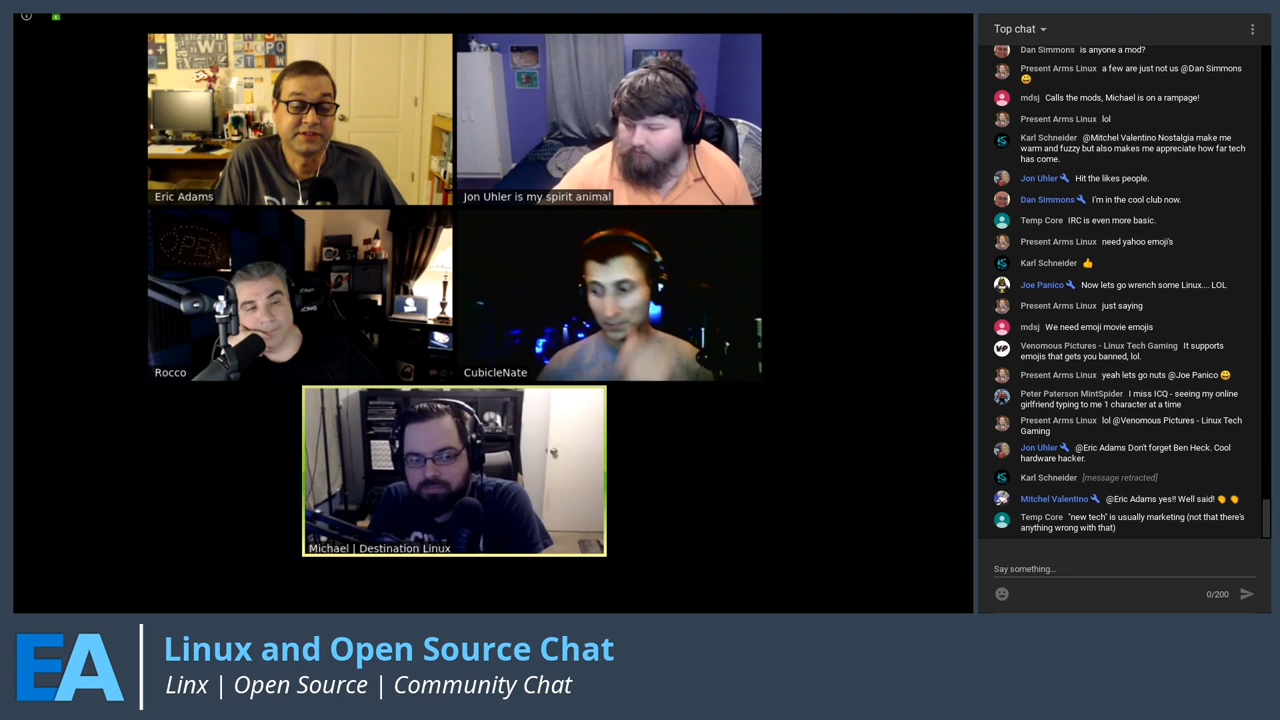 Eric Adams
Jon Uhler is my spirit animal
OPEN
Rocco
CubicleNate
Michael | Destination Linux
Top chat
Dan Simmons is anyone a mod?
Present Arms Linux a few are just not us @Dan Simmons
😀
mdsj Calls the mods, Michael is on a rampage!
Present Arms Linux lol
Karl Schneider @Mitchel Valentino Nostalgia make me
warm and fuzzy but also makes me appreciate how far tech
has come.
Jon Uhler Hit the likes people.
Dan Simmons I'm in the cool club now.
Temp Core IRC is even more basic.
Present Arms Linux need yahoo emoji's
Karl Schneider 👍
Joe Panico Now lets go wrench some Linux.... LOL
Present Arms Linux just saying
mdsj We need emoji movie emojis
VP
Venomous Pictures - Linux Tech Gaming It supports
emojis that gets you banned, lol.
Present Arms Linux yeah lets go nuts @Joe Panico 😀
Peter Paterson MintSpider I miss ICQ - seeing my online
girlfriend typing to me 1 character at a time
Present Arms Linux lol @Venomous Pictures - Linux Tech
Gaming
Jon Uhler @Eric Adams Don't forget Ben Heck. Cool
hardware hacker.
Karl Schneider [message retracted]
Mitchel Valentino @Eric Adams yes!! Well said! 👏 👏
Temp Core "new tech" is usually marketing (not that there's
anything wrong with that)
Say something...
0/200
EA
Linux and Open Source Chat
Linx | Open Source | Community Chat